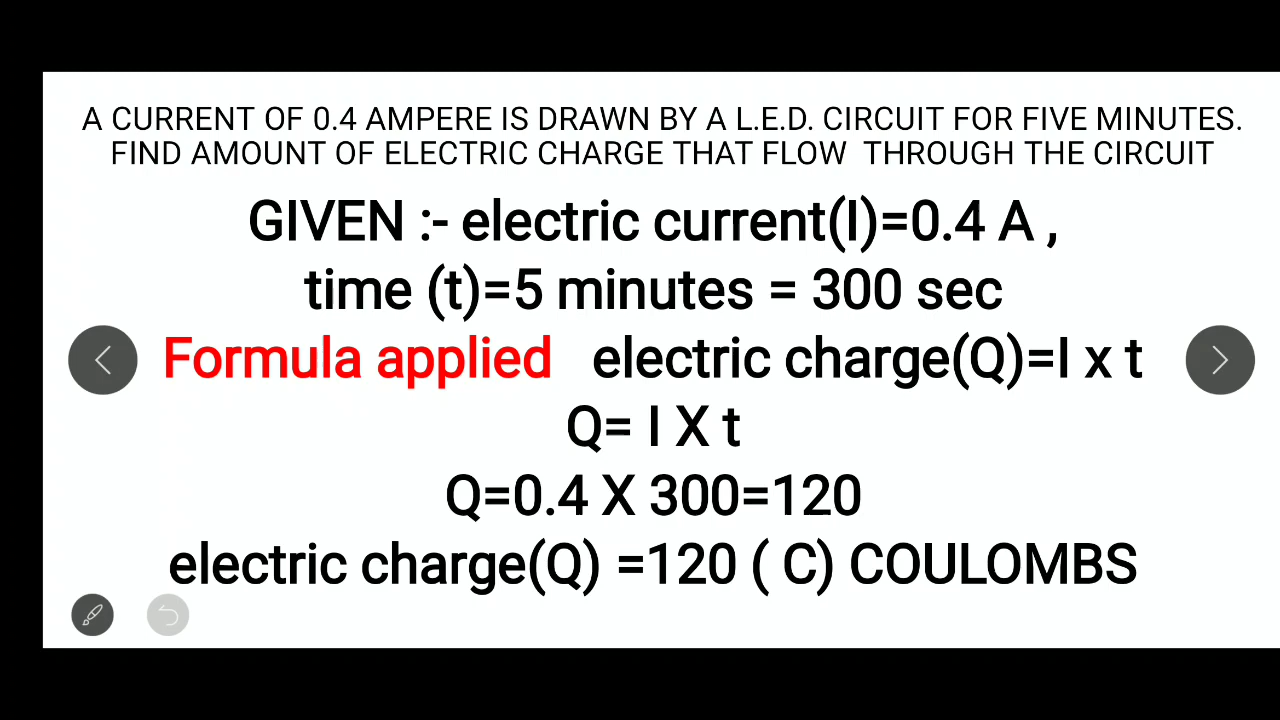 A CURRENT OF 0.4 AMPERE IS DRAWN BY A L.E.D. CIRCUIT FOR FIVE MINUTES.
FIND AMOUNT OF ELECTRIC CHARGE THAT FLOW THROUGH THE CIRCUIT
GIVEN :- electric current(I)=0.4 A ,
time (t)=5 minutes = 300 sec
Formula applied electric charge(Q)=I x t
Q= I X t
Q=0.4 X 300=120
electric charge(Q) =120 ( C) COULOMBS